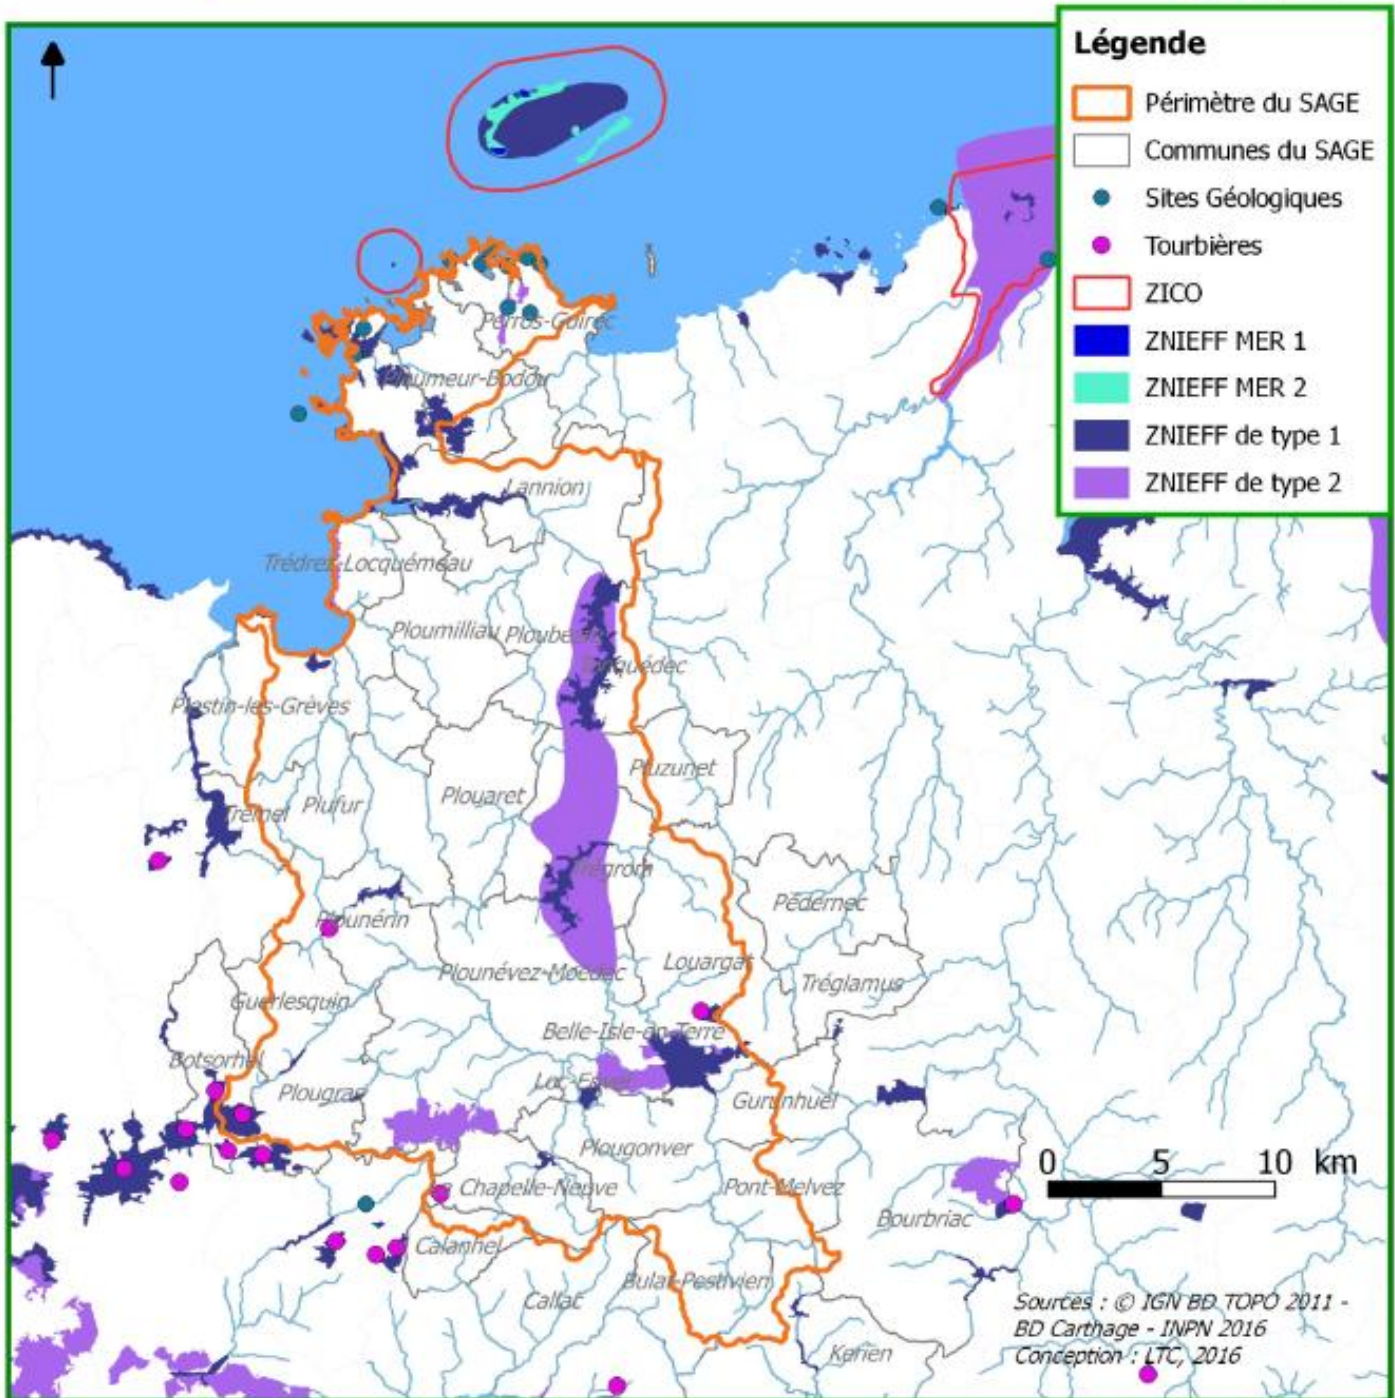 Légende
Périmètre du SAGE
Communes du SAGE
Sites Géologiques
Tourbières
ZICO
ZNIEFF MER 1
ZNIEFF MER 2
ZNIEFF de type 1
ZNIEFF de type 2
Perros-Guirec
Pleumeur-Bodou
Lannion
Trédrez-Locquémeau
Ploumilliau
Ploubezre
Tonquédec
Plestin-les-Grèves
Pluzunet
Trémel
Plufur
Plouaret
Trégrom
Pédernec
Plounérin
Plounévez-Moëdec
Louargat
Tréglamus
Guerlesquin
Belle-Isle-en-Terre
Botsorhel
Plougras
Loc-Envel
Gurunhuel
Plougonver
La Chapelle-Neuve
Pont-Melvez
Bourbriac
Calanhel
Bulat-Pestivien
Callac
Kerien
0 5 10 km
Sources : © IGN BD TOPO 2011 -
BD Carthage - INPN 2016
Conception : LTC, 2016